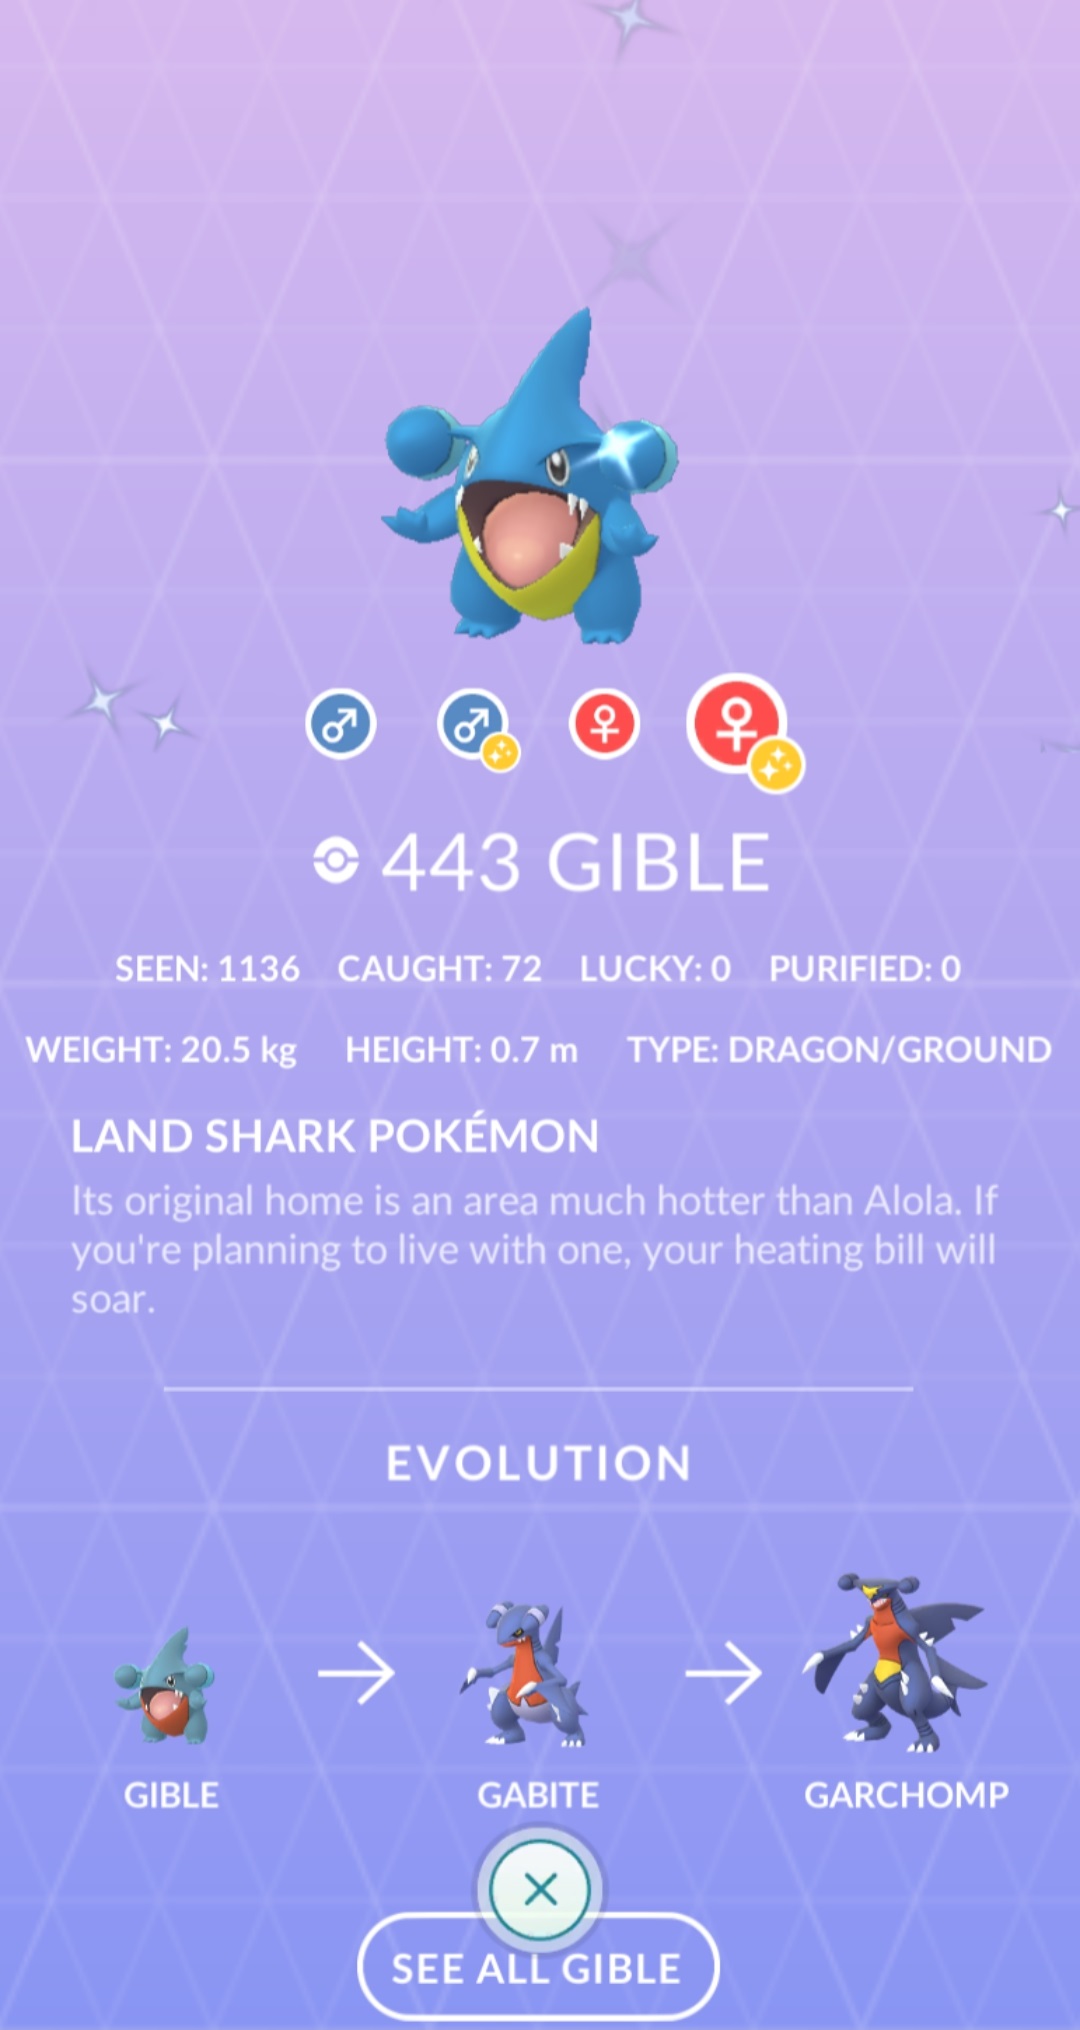 443 GIBLE
SEEN: 1136 CAUGHT: 72 LUCKY: 0 PURIFIED: 0
WEIGHT: 20.5 kg HEIGHT: 0.7 m TYPE: DRAGON/GROUND
LAND SHARK POKÉMON
Its original home is an area much hotter than Alola. If
you're planning to live with one, your heating bill will
soar.
EVOLUTION
GIBLE GABITE GARCHOMP
SEE ALL GIBLE